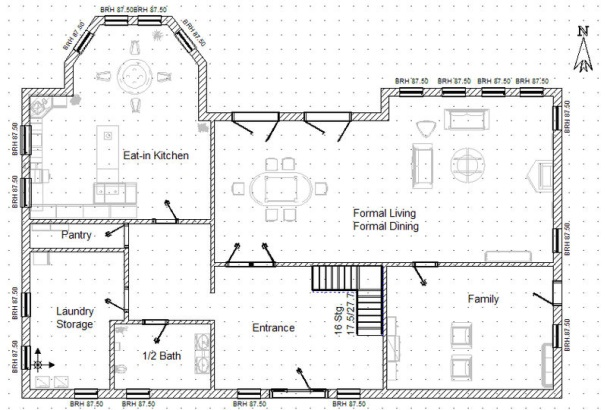 BRH 87.50 BRH 87.50
BRH 87.50
BRH 87.50
N
BRH 87.50
BRH 87.50
BRH 87.50
BRH 87.50
BRH 87.50
BRH 87.50
BRH 87.50
Eat-in Kitchen
Formal Living
Formal Dining
Pantry
BRH 87.50
BRH 87.50
Laundry
Storage
1/2 Bath
Entrance
16 Stg.
17.5/27.7
Family
BRH 87.50
BRH 87.50
BRH 87.50
BRH 87.50
BRH 87.50
BRH 87.50
BRH 87.50